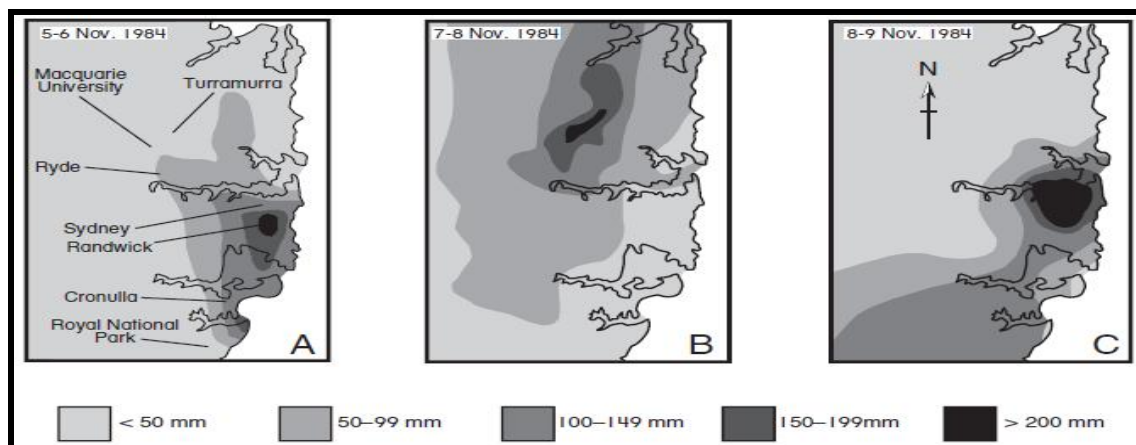 5-6 Nov. 1984
Macquarie
University
Turramurra
Ryde
Sydney
Randwick
Cronulla
Royal National
Park
A
7-8 Nov. 1984
B
8-9 Nov. 1984
N
C
< 50 mm
50–99 mm
100–149 mm
150–199mm
> 200 mm